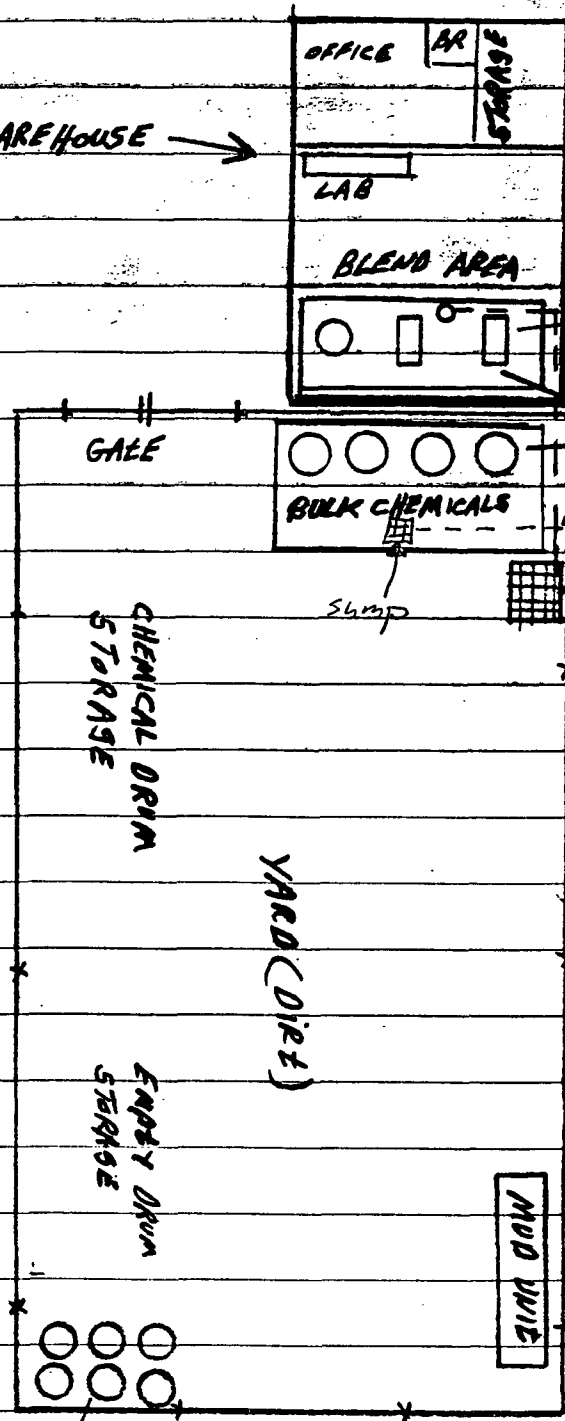 OFFICE
BR
STORAGE
AREHOUSE
LAB
BLEND AREA
GATE
BULK CHEMICALS
sump
CHEMICAL DRUM
STORAGE
YARD (DIRt)
EMPTY DRUM
STORAGE
MUD UNIt